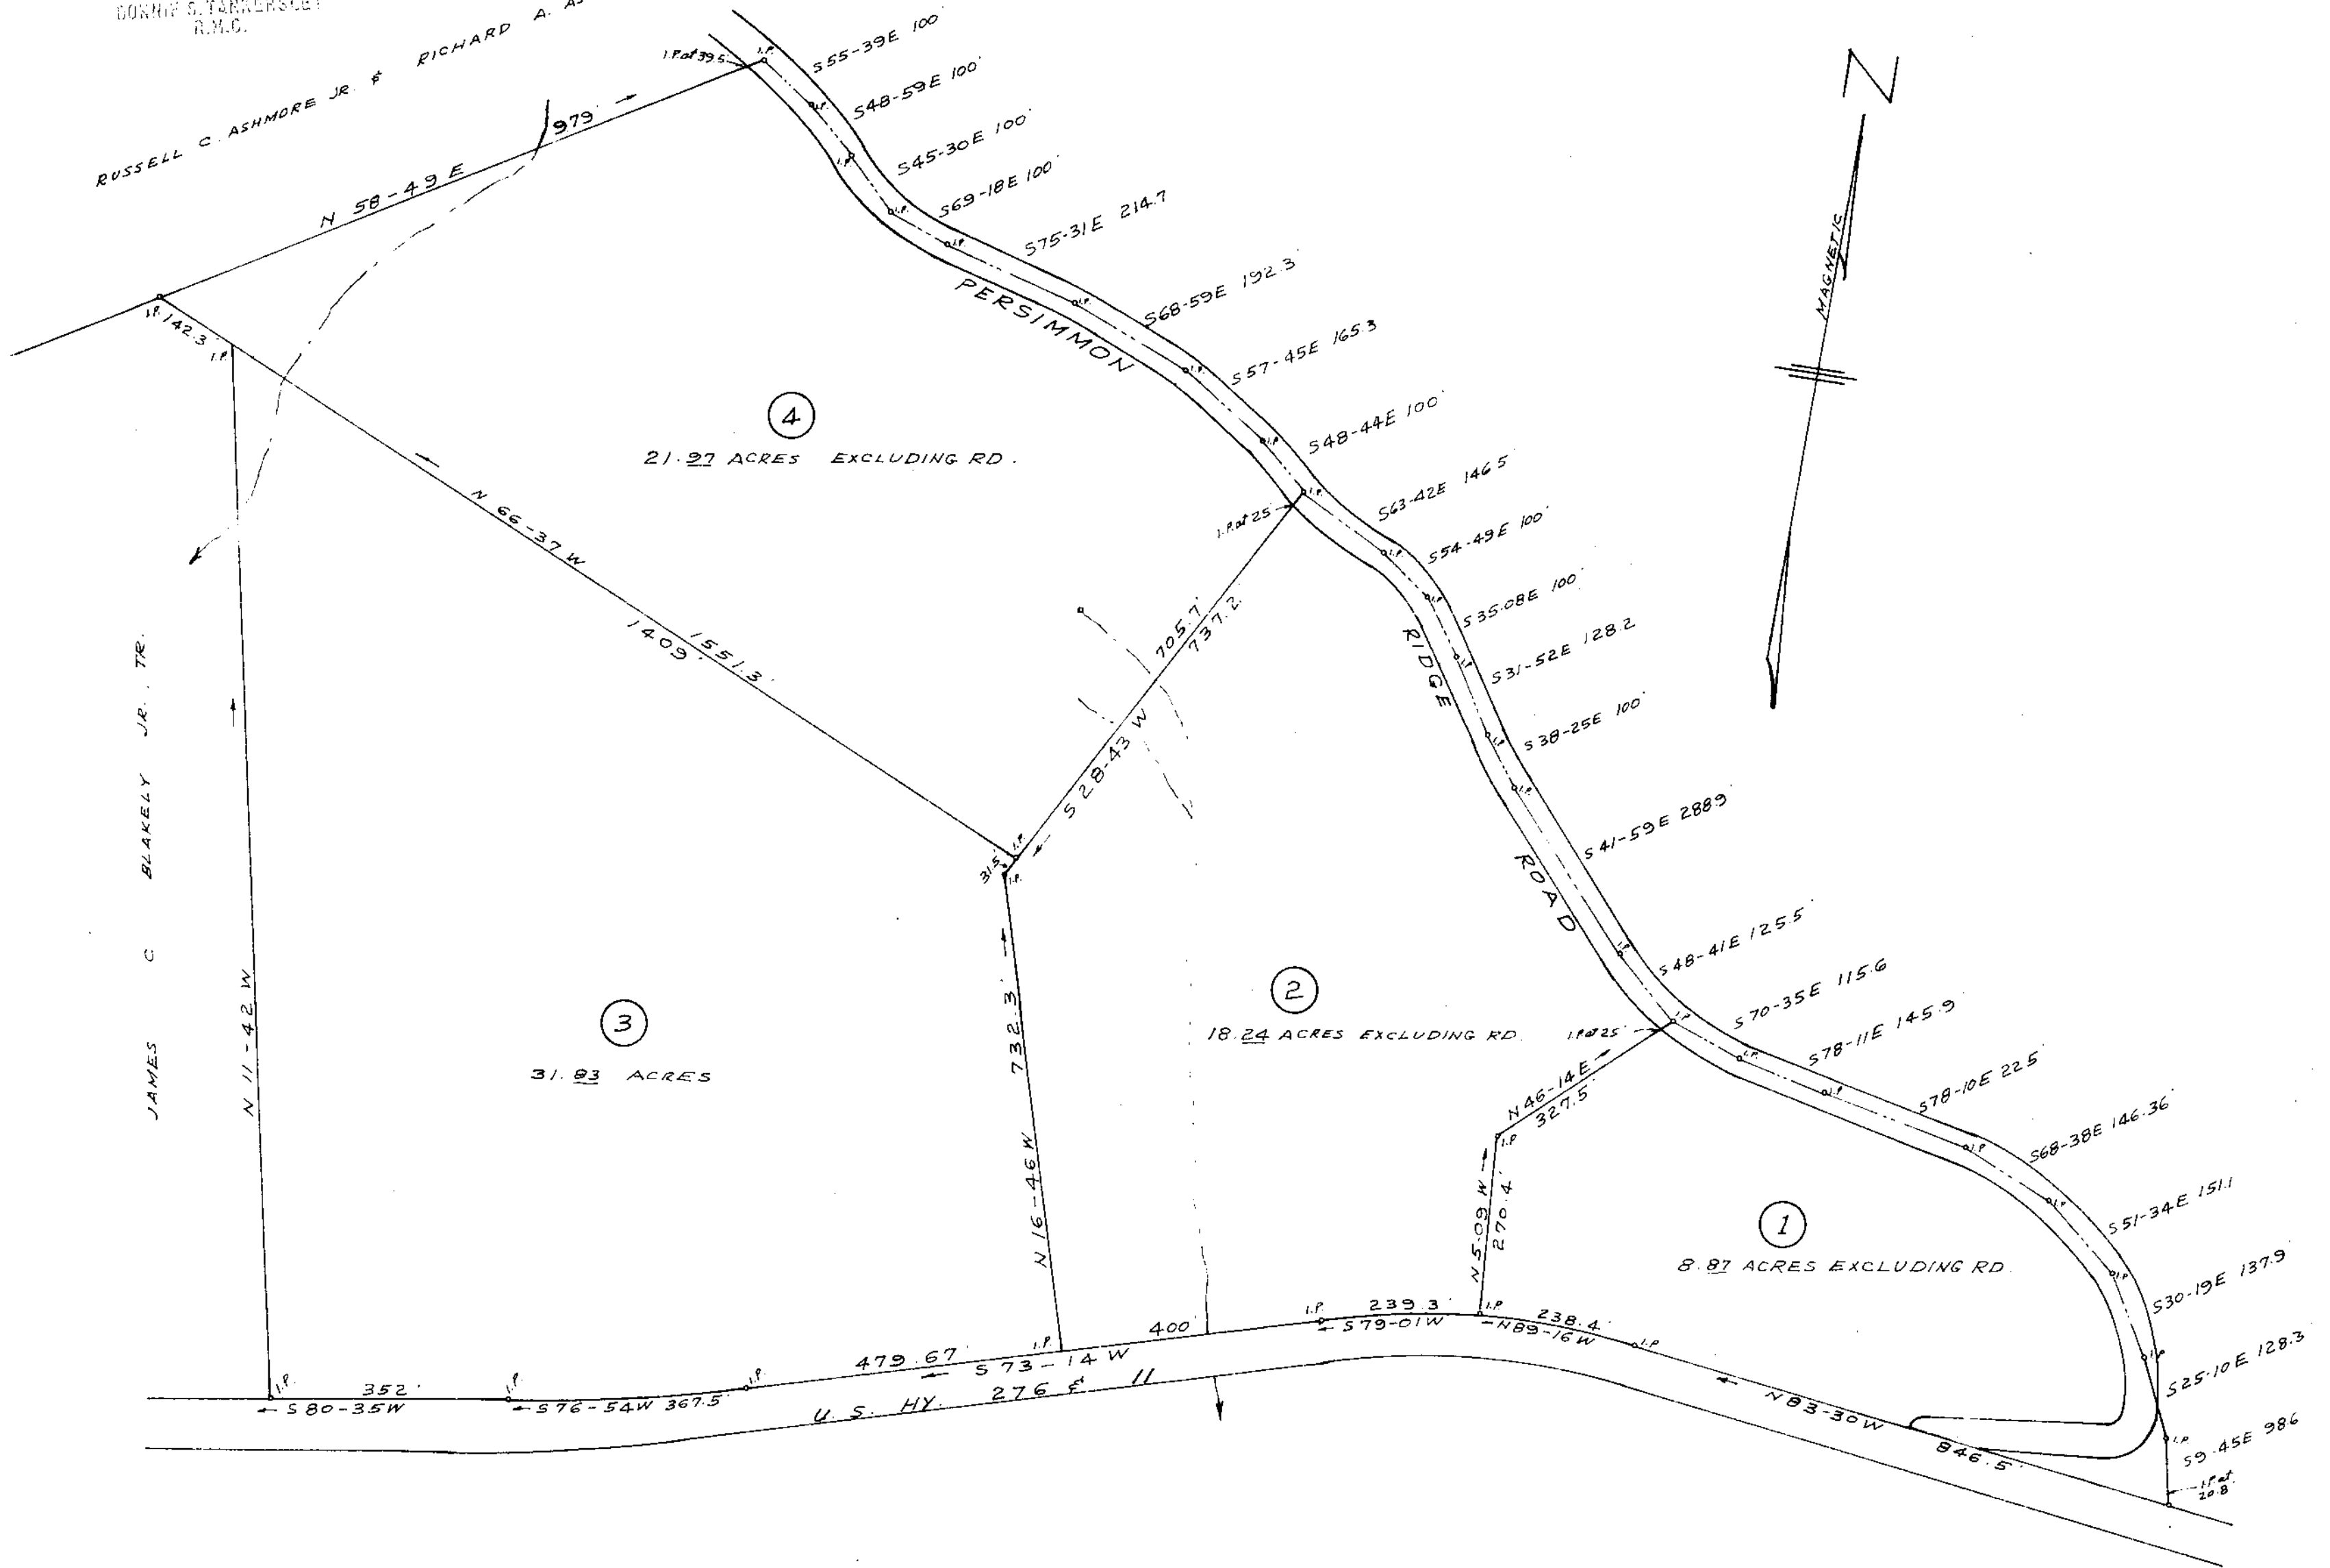 R.M.C.
RUSSELL C. ASHMORE JR. & RICHARD A.
I.P. at 39.5
I.P.
979'
N 58-49 E
S55-39E 100'
S48-59E 100'
S45-30E 100'
S69-18E 100'
S75-31E 214.7
S68-59E 192.3'
S57-45E 165.3
S48-44E 100'
S63-42E 146.5'
S54-49E 100'
S35-08E 100'
S31-52E 128.2
S38-25E 100'
S41-59E 288.9'
S48-41E 125.5'
S70-35E 115.6
S78-11E 145.9'
S78-10E 22.5'
S68-38E 146.36'
S51-34E 151.1
S30-19E 137.9
S25-10E 128.3
S9-45E 98.6
I.P. at 20.8
N
MAGNETIC
PERSIMMON
RIDGE
ROAD
I.P. 142.3'
I.P.
4
21.97 ACRES EXCLUDING RD.
N 66-37 W
1551.3'
1409'
I.P. at 25'
705.7'
737.2'
S 28-43 W
31.5'
I.P.
I.P.
JAMES C BLAKELY JR. TR.
N 11-42 W
3
31.83 ACRES
732.3'
N 16-46 W
2
18.24 ACRES EXCLUDING RD.
I.P. at 25'
N 46-14 E
327.5'
I.P.
N 5-09 W
270.4'
1
8.87 ACRES EXCLUDING RD.
I.P.
352'
S 80-35W
I.P.
S 76-54W 367.5'
I.P.
479.67'
S 73-14 W
I.P.
400'
I.P.
239.3'
S 79-01W
I.P.
238.4'
N89-16W
I.P.
N83-30W
846.5'
U.S. HY. 276 & 11